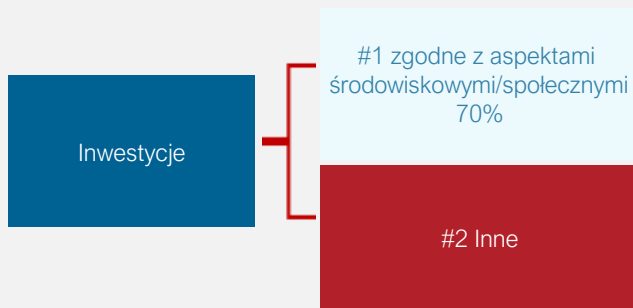 Inwestycje
#1 zgodne z aspektami
środowiskowymi/społecznymi
70%
#2 Inne